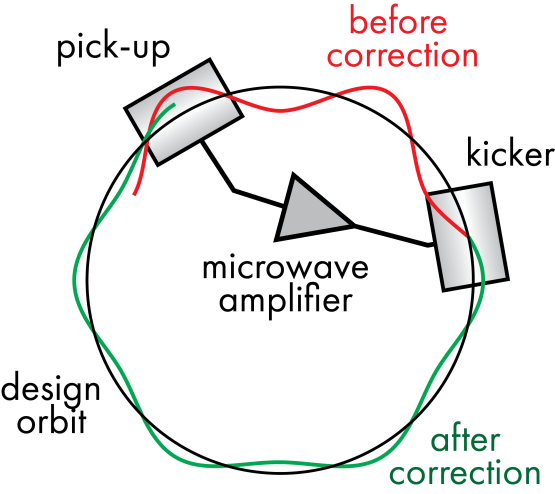 pick-up
before
correction
kicker
microwave
amplifier
design
orbit
after
correction